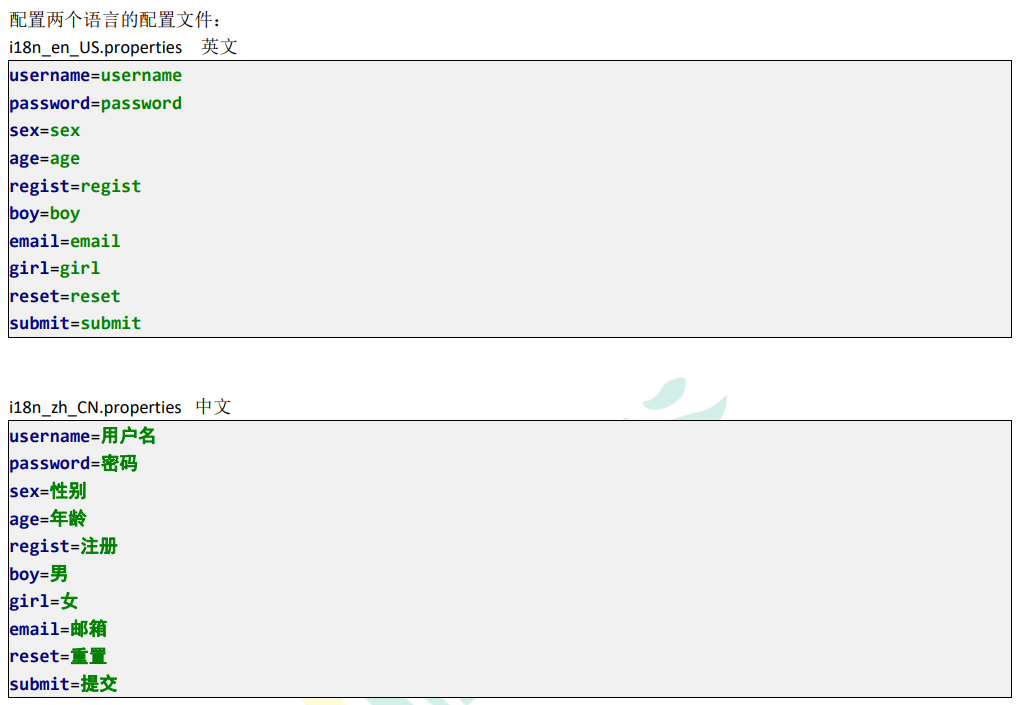 配置两个语言的配置文件：
i18n_en_US.properties 英文
username=username
password=password
sex=sex
age=age
regist=regist
boy=boy
email=email
girl=girl
reset=reset
submit=submit
i18n_zh_CN.properties 中文
username=用户名
password=密码
sex=性别
age=年龄
regist=注册
boy=男
girl=女
email=邮箱
reset=重置
submit=提交